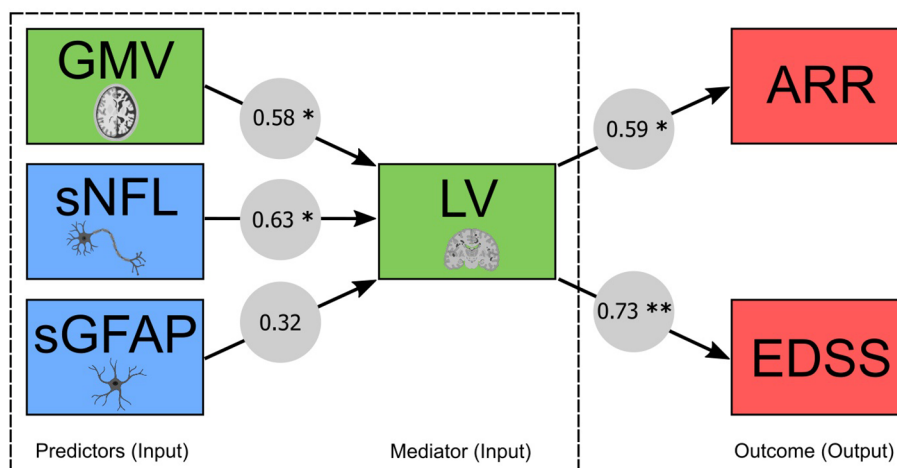 GMV
0.58 *
ARR
0.59 *
sNFL
0.63 *
LV
sGFAP
0.32
0.73 **
EDSS
Predictors (Input)
Mediator (Input)
Outcome (Output)